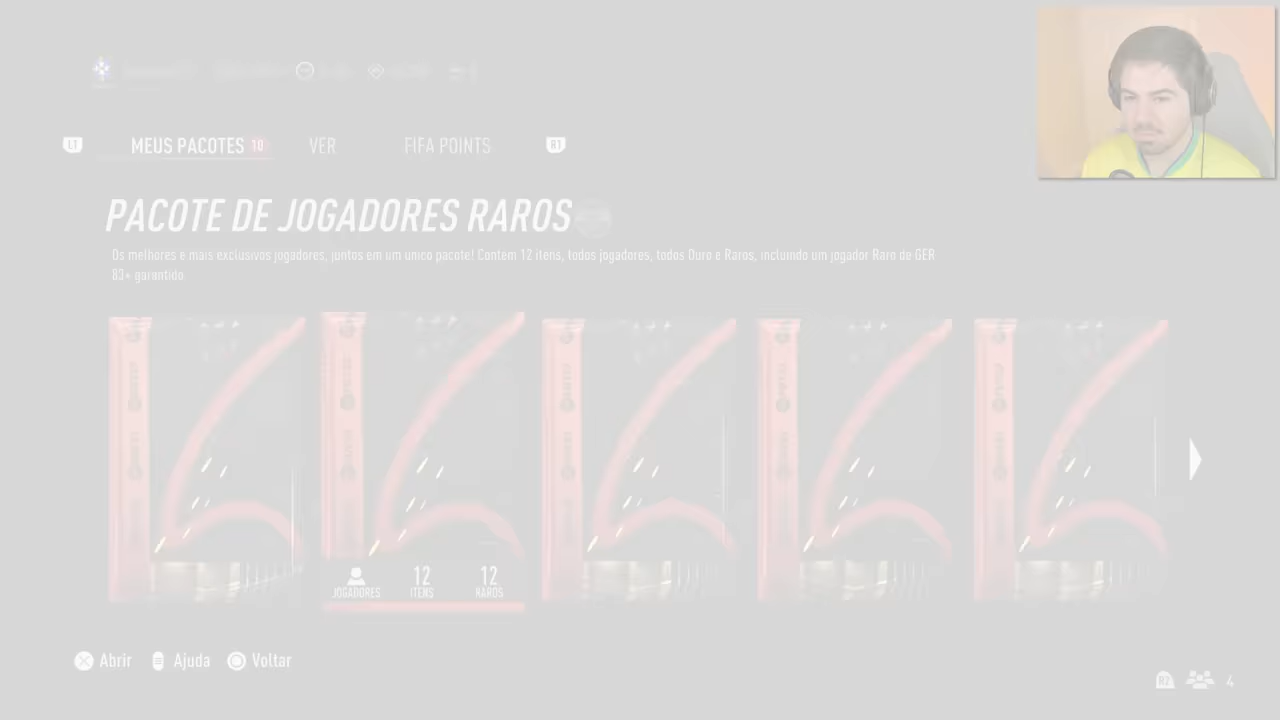 LT
MEUS PACOTES 10
VER
FIFA POINTS
R1
PACOTE DE JOGADORES RAROS
Os melhores e mais exclusivos jogadores, juntos em um único pacote! Contém 12 itens, todos jogadores, todos Ouro e Raros, incluindo um jogador Raro de GER
83+ garantido.
12
12
JOGADORES
ITENS
RAROS
Abrir
Ajuda
Voltar
R2
4